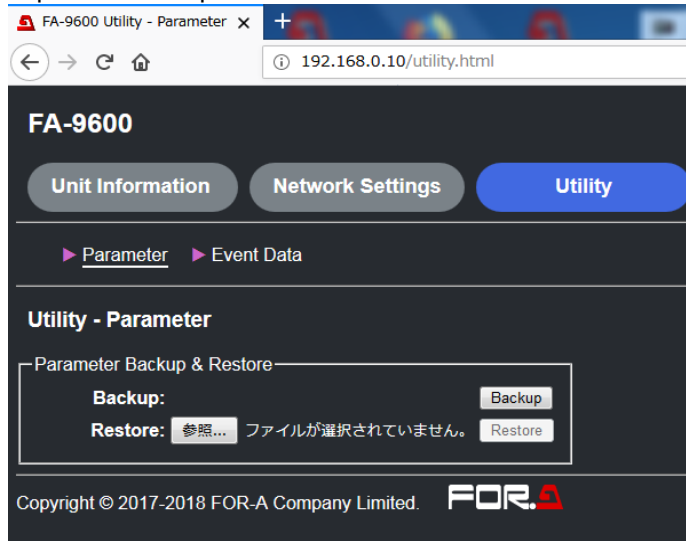 FA-9600 Utility - Parameter
192.168.0.10/utility.html
FA-9600
Unit Information Network Settings Utility
Parameter Event Data
Utility - Parameter
Parameter Backup & Restore
Backup: Backup
Restore: 参照... ファイルが選択されていません。 Restore
Copyright © 2017-2018 FOR-A Company Limited. FOR.A